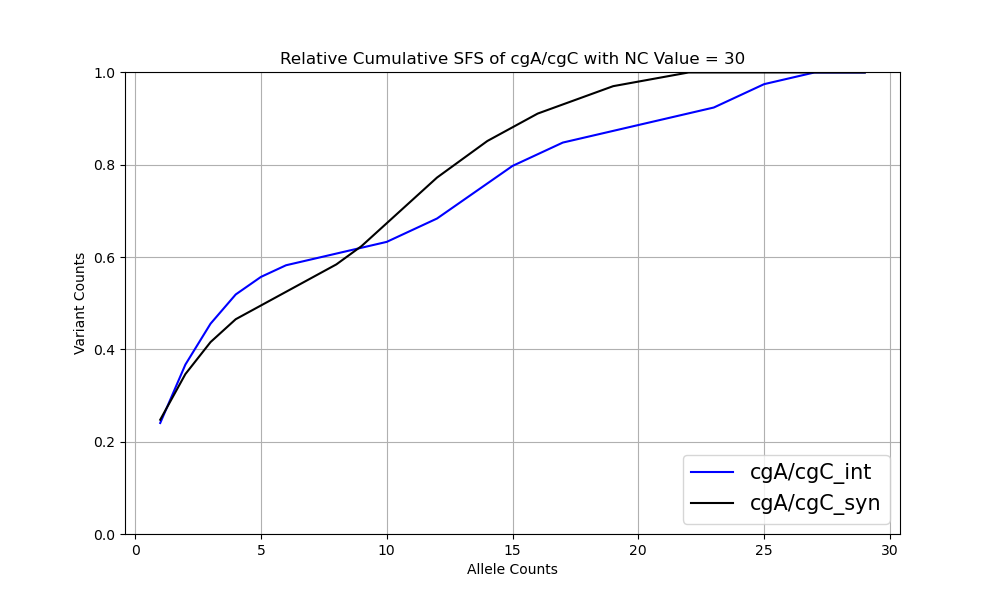 Relative Cumulative SFS of cgA/cgC with NC Value = 30
Variant Counts
1.0
0.8
0.6
0.4
0.2
0.0
cgA/cgC_int
cgA/cgC_syn
0 5 10 15 20 25 30
Allele Counts